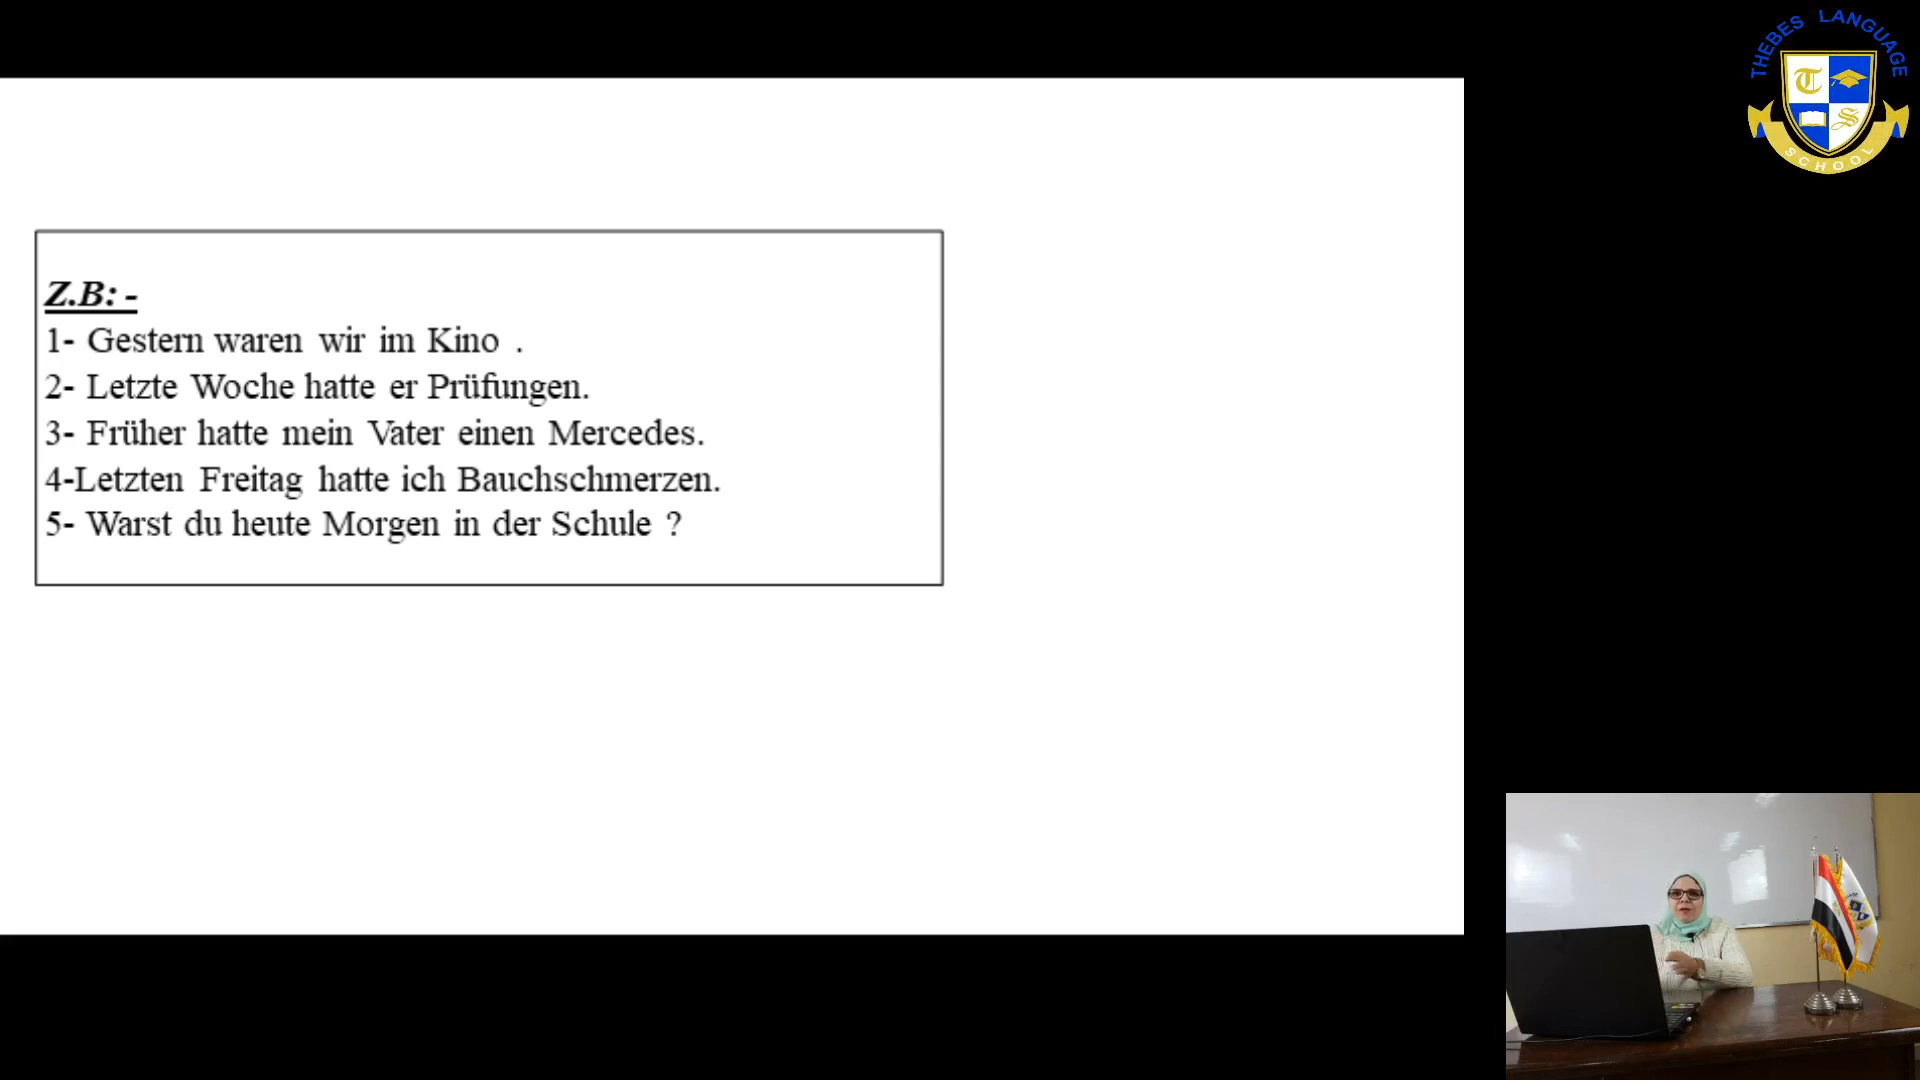 THEBES LANGUAGE
T
S
SCHOOL
Z.B: -
1- Gestern waren wir im Kino .
2- Letzte Woche hatte er Prüfungen.
3- Früher hatte mein Vater einen Mercedes.
4-Letzten Freitag hatte ich Bauchschmerzen.
5- Warst du heute Morgen in der Schule ?